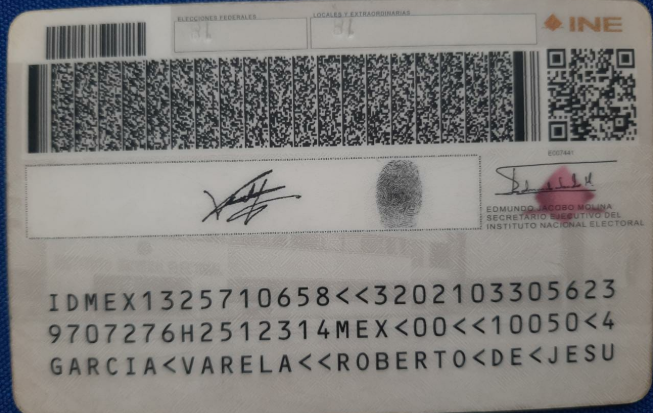 ELECCIONES FEDERALES
LOCALES Y EXTRAORDINARIAS
INE
E007441
EDMUNDO JACOBO MOLINA
SECRETARIO EJECUTIVO DEL
INSTITUTO NACIONAL ELECTORAL
IDMEX1325710658<<3202103305623
9707276H2512314MEX<00<<10050<4
GARCIA<VARELA<<ROBERTO<DE<JESU